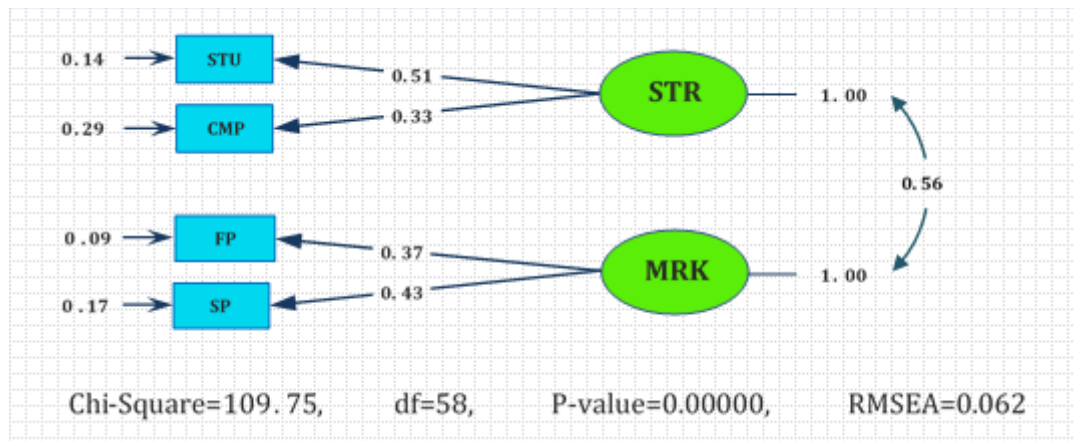 0.14 STU
0.51
STR 1.00
0.29 CMP 0.33
0.56
0.09 FP
0.37
MRK 1.00
0.17 SP 0.43
Chi-Square=109.75, df=58, P-value=0.00000, RMSEA=0.062